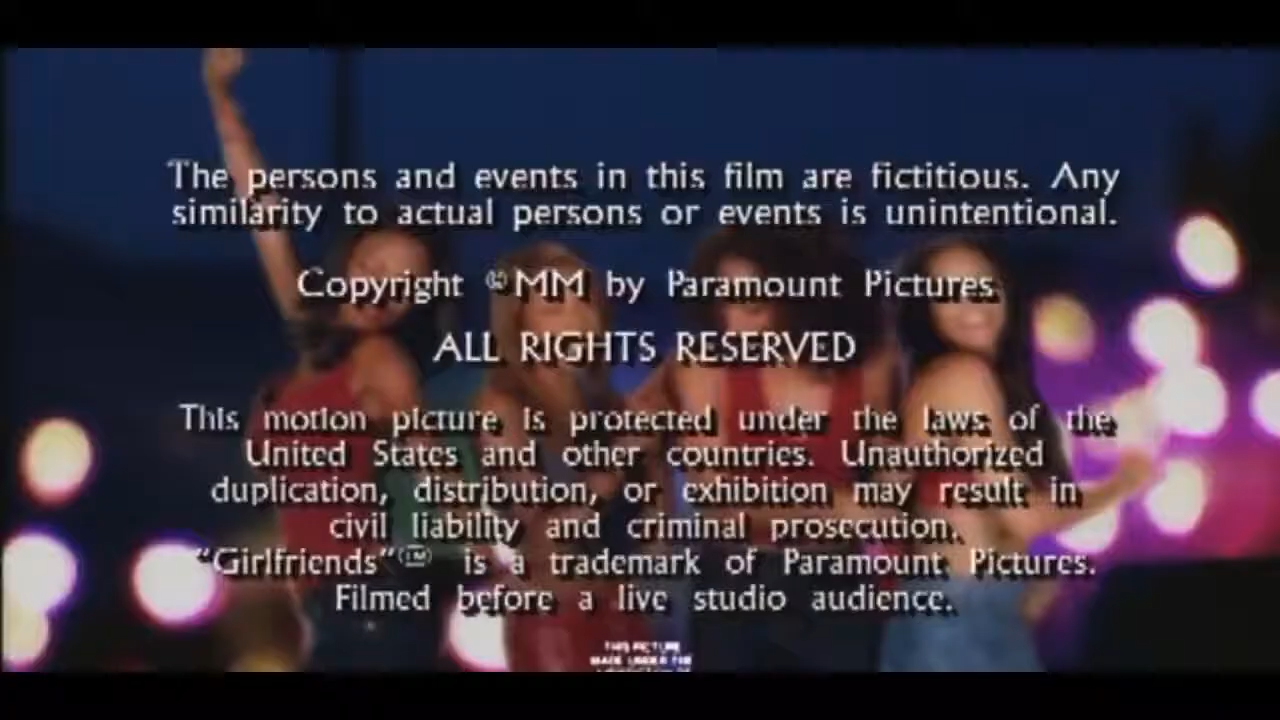 The persons and events in this film are fictitious. Any
similarity to actual persons or events is unintentional.
Copyright ©MM by Paramount Pictures
ALL RIGHTS RESERVED
This motion picture is protected under the laws of the
United States and other countries. Unauthorized
duplication, distribution, or exhibition may result in
civil liability and criminal prosecution.
“Girlfriends”™ is a trademark of Paramount Pictures.
Filmed before a live studio audience.
THIS PICTURE
MADE UNDER THE